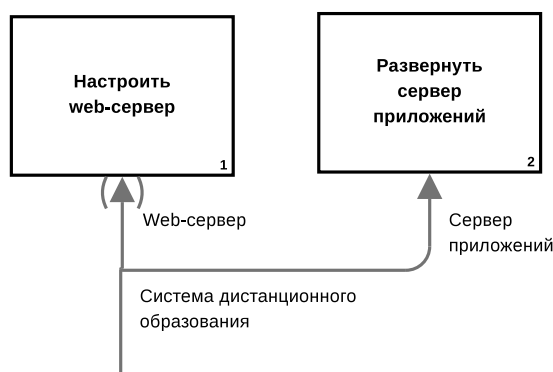 Настроить
web-сервер
1
Развернуть
сервер
приложений
2
Web-сервер
Сервер
приложений
Система дистанционного
образования